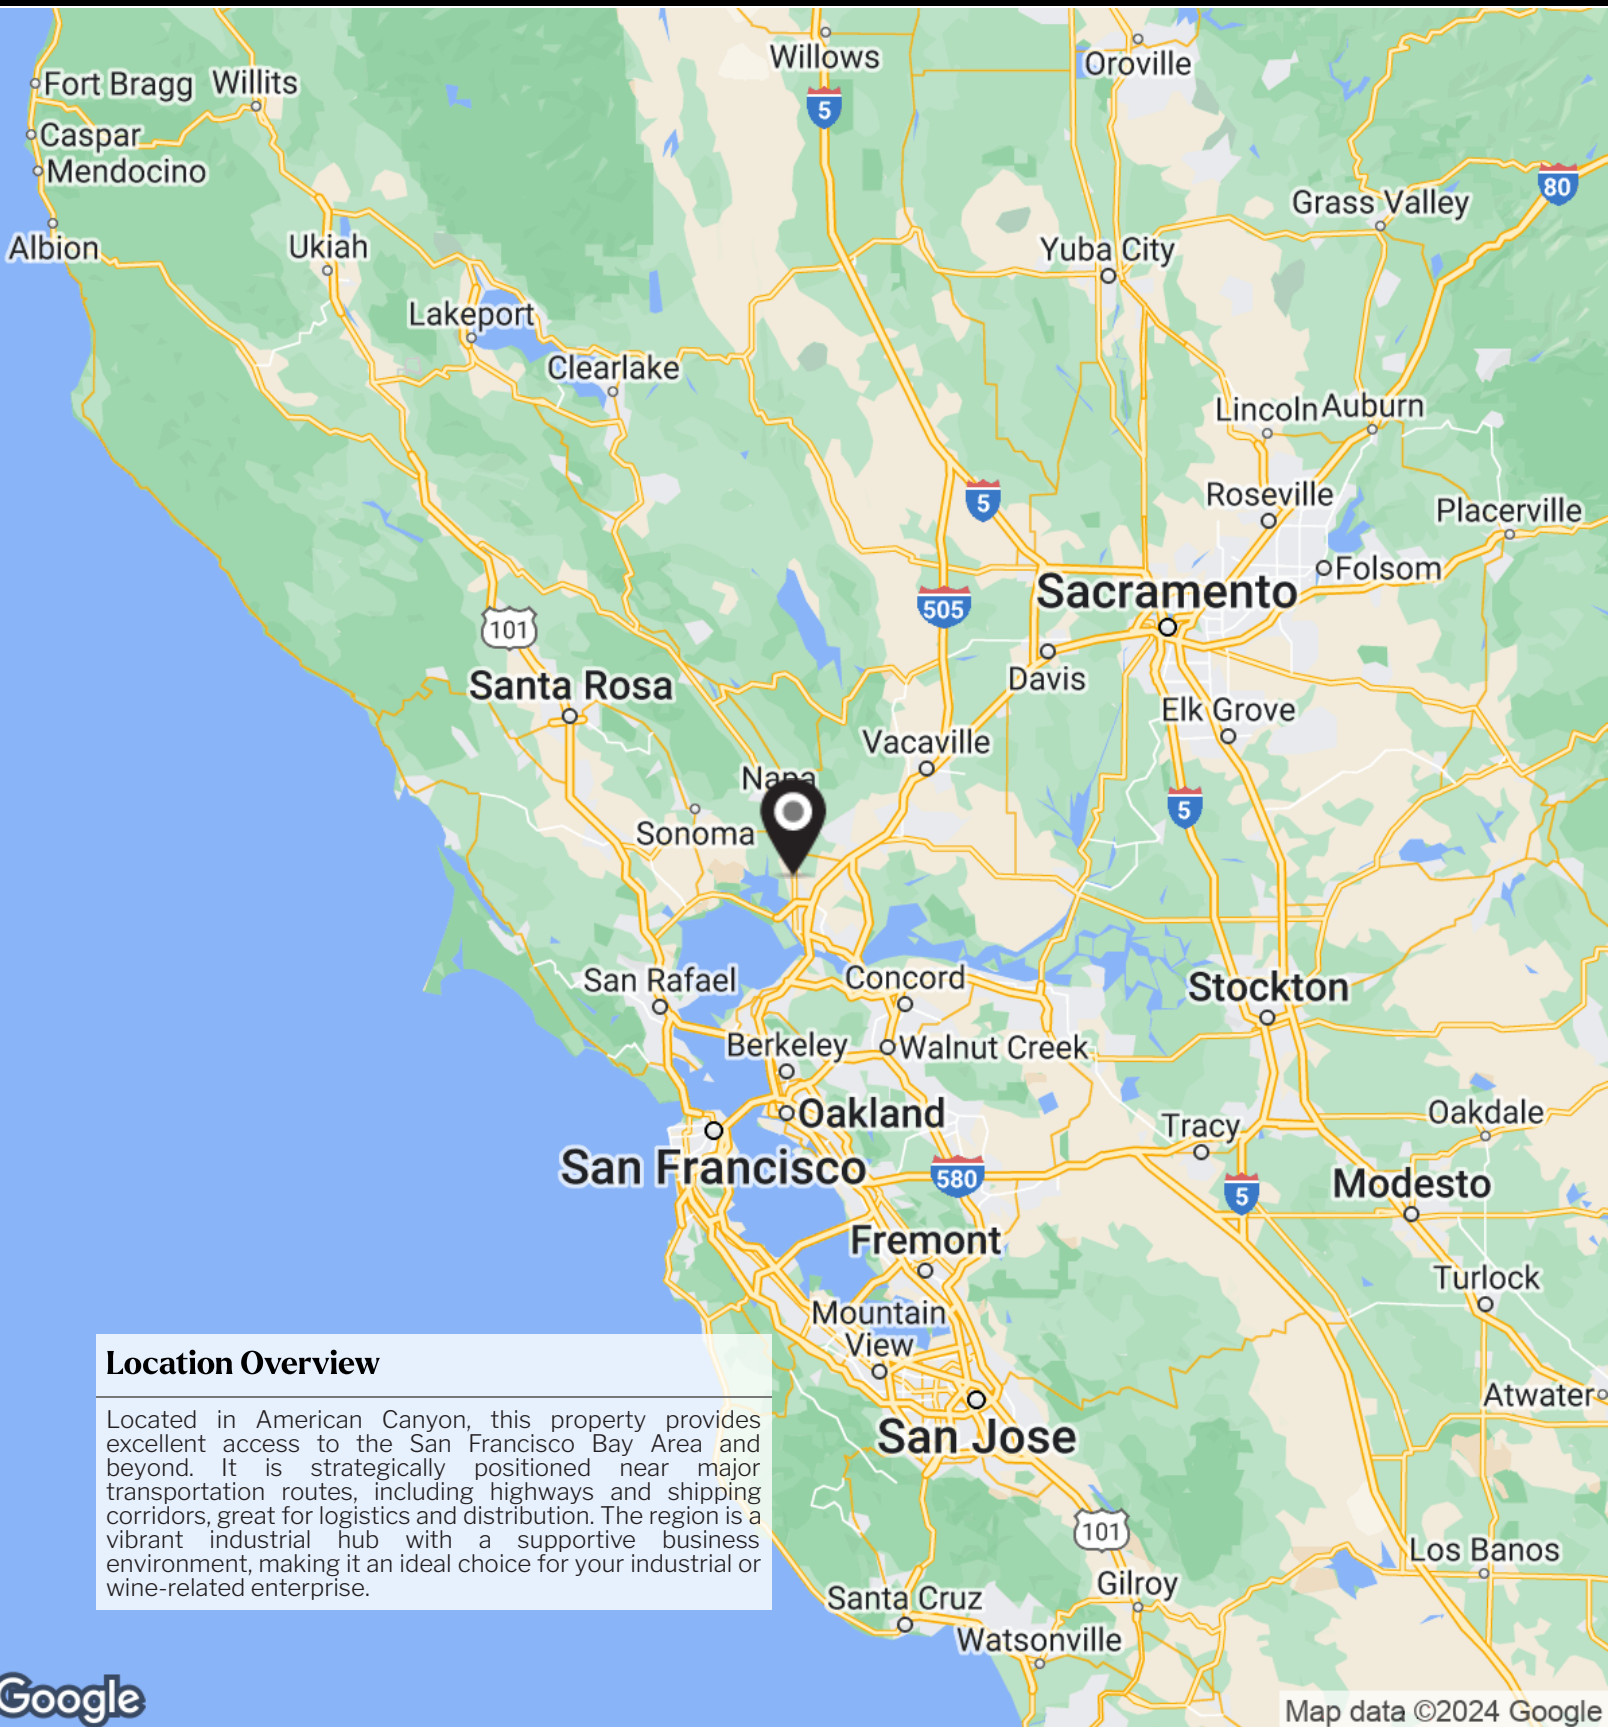 Willows
Oroville
Fort Bragg
Willits
5
Caspar
Mendocino
80
Grass Valley
Albion
Ukiah
Yuba City
Lakeport
Clearlake
Lincoln
Auburn
5
Roseville
Placerville
Folsom
Sacramento
505
101
Davis
Santa Rosa
Elk Grove
Vacaville
Napa
5
Sonoma
San Rafael
Concord
Stockton
Berkeley
Walnut Creek
Oakland
Tracy
Oakdale
San Francisco
580
5
Modesto
Fremont
Turlock
Mountain
View
Atwater
San Jose
Location Overview
Located in American Canyon, this property provides
excellent access to the San Francisco Bay Area and
beyond. It is strategically positioned near major
transportation routes, including highways and shipping
corridors, great for logistics and distribution. The region is a
vibrant industrial hub with a supportive business
environment, making it an ideal choice for your industrial or
wine-related enterprise.
101
Los Banos
Gilroy
Santa Cruz
Watsonville
Google
Map data ©2024 Google